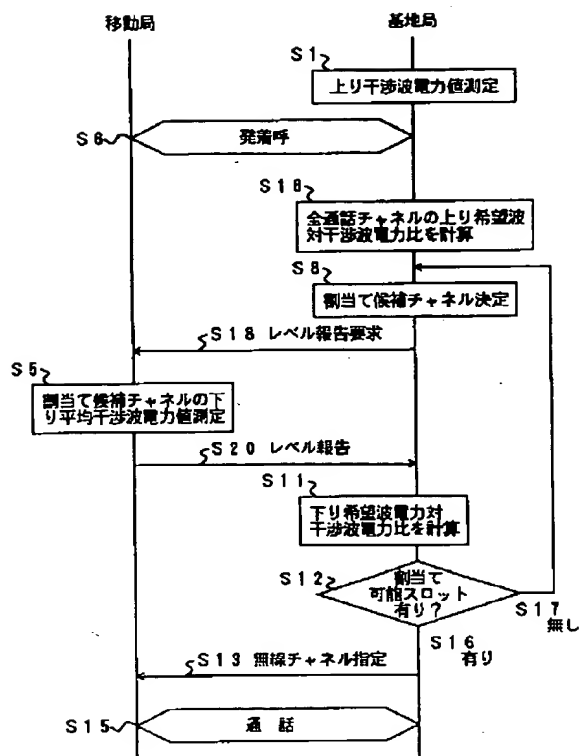 移動局
基地局
S1
上り干渉波電力値測定
S6
発着呼
S18
全通話チャネルの上り希望波
対干渉波電力比を計算
S8
割当て候補チャネル決定
S18 レベル報告要求
S5
割当て候補チャネルの下
り平均干渉波電力値測定
S20 レベル報告
S11
下り希望波電力対
干渉波電力比を計算
S12
割当て
可能スロット
有り？
S17
無し
S16
有り
S13 無線チャネル指定
S15
通話